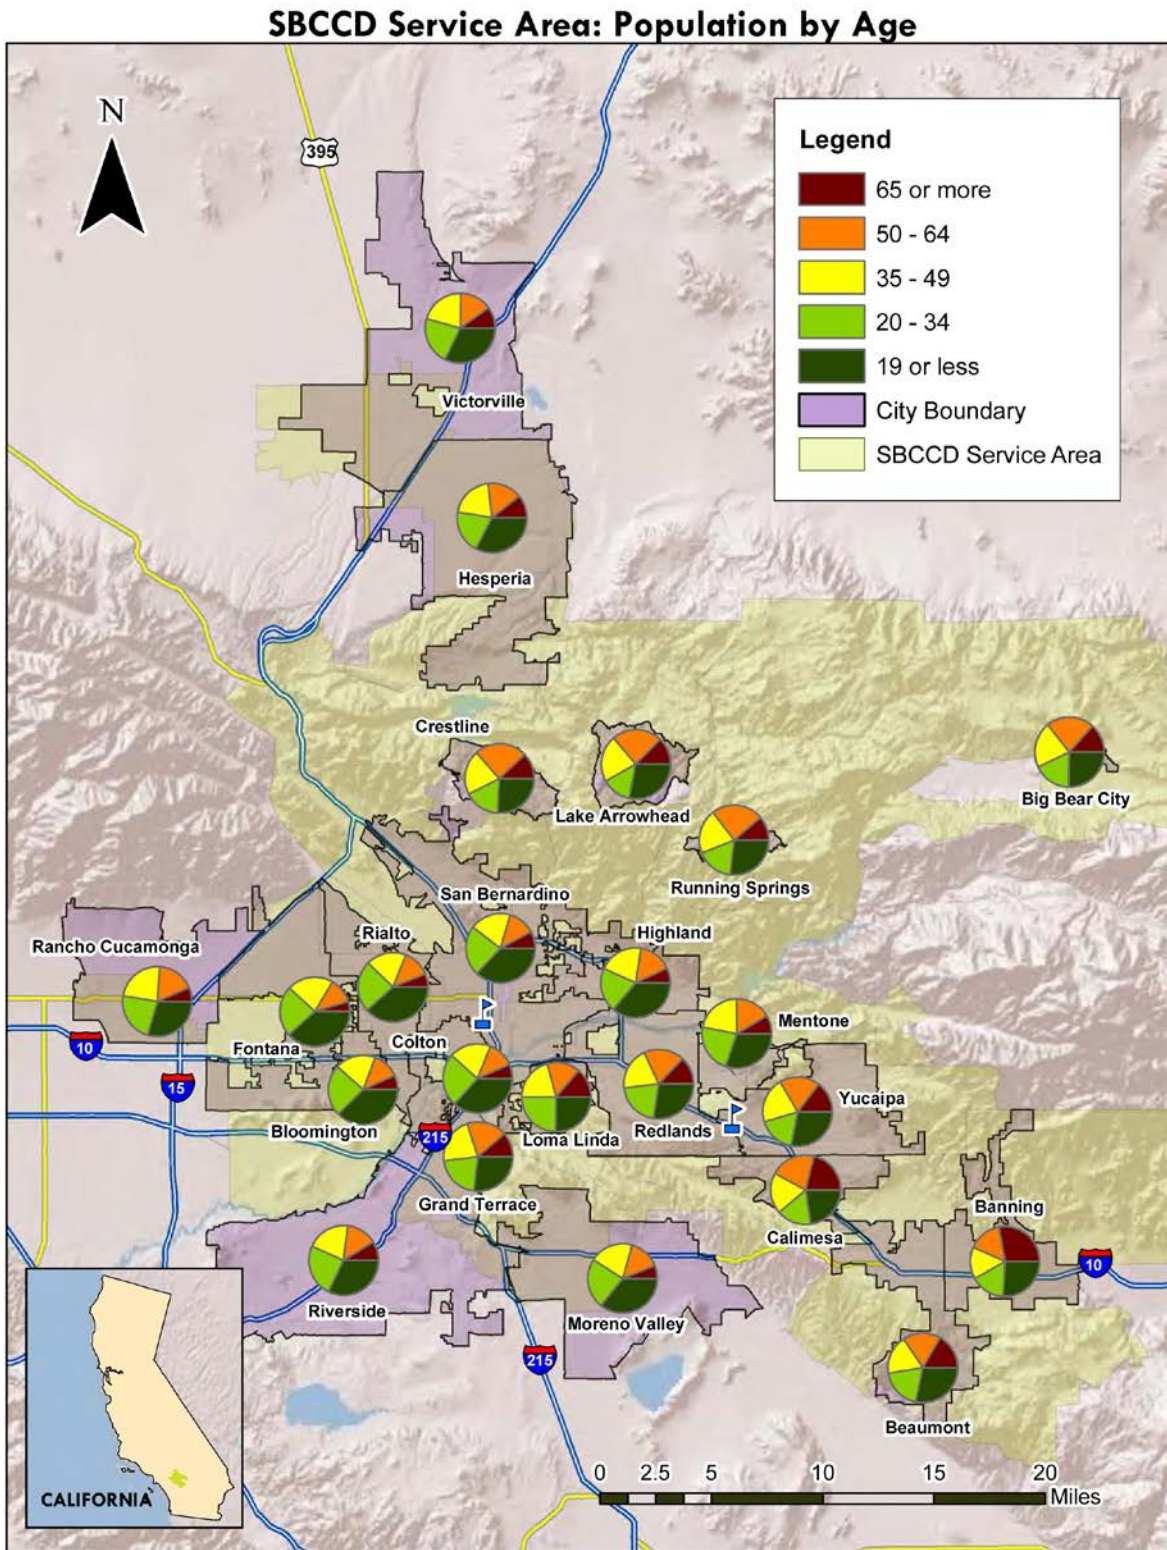 SBCCD Service Area: Population by Age
N
395
Legend
65 or more
50 - 64
35 - 49
20 - 34
19 or less
City Boundary
SBCCD Service Area
Victorville
Hesperia
Crestline
Lake Arrowhead
Big Bear City
Running Springs
San Bernardino
Rancho Cucamonga
Rialto
Highland
Mentone
10
Fontana
Colton
15
Yucaipa
Bloomington
215
Loma Linda
Redlands
Grand Terrace
Banning
Calimesa
10
Riverside
Moreno Valley
215
Beaumont
0 2.5 5 10 15 20
Miles
CALIFORNIA